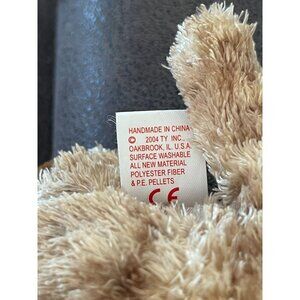 HANDMADE IN CHINA
© 2004 TY INC.,
OAKBROOK, IL. U.S.A.
SURFACE WASHABLE
ALL NEW MATERIAL
POLYESTER FIBER
& P.E. PELLETS
CE